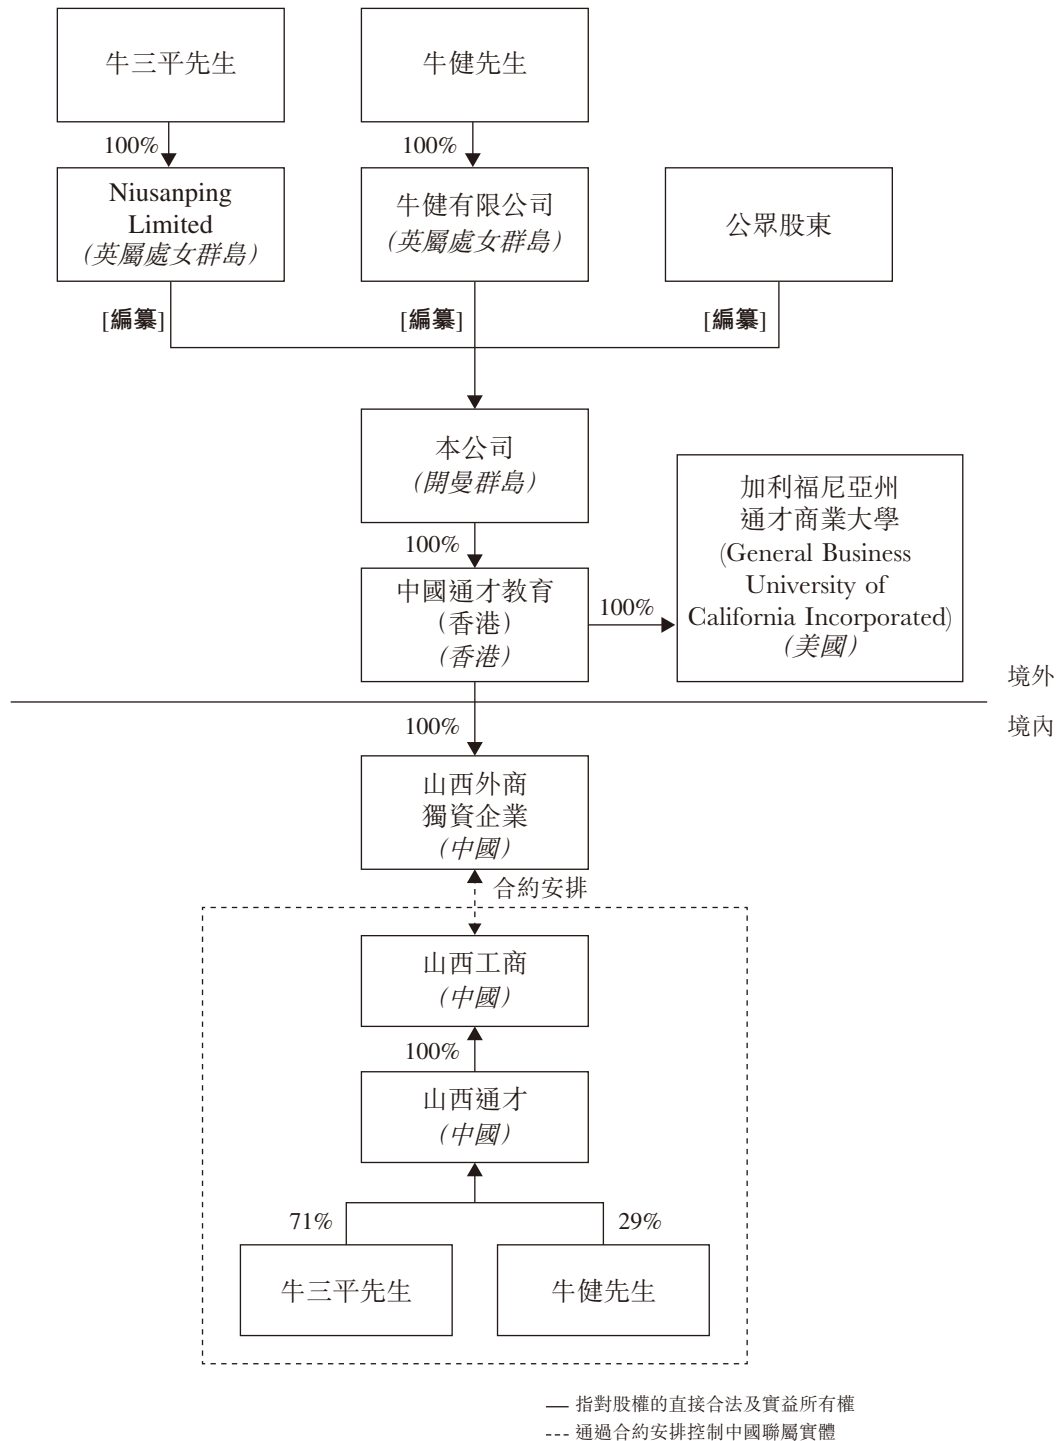 牛三平先生
牛健先生
100%
100%
Niusanping
Limited
（英屬處女群島）
牛健有限公司
（英屬處女群島）
公眾股東
[編纂]
[編纂]
[編纂]
本公司
（開曼群島）
100%
中國通才教育
（香港）
（香港）
100%
加利福尼亞州
通才商業大學
(General Business
University of
California Incorporated)
（美國）
境外
境內
100%
山西外商
獨資企業
（中國）
合約安排
山西工商
（中國）
100%
山西通才
（中國）
71%
29%
牛三平先生
牛健先生
指對股權的直接合法及實益所有權
通過合約安排控制中國聯屬實體